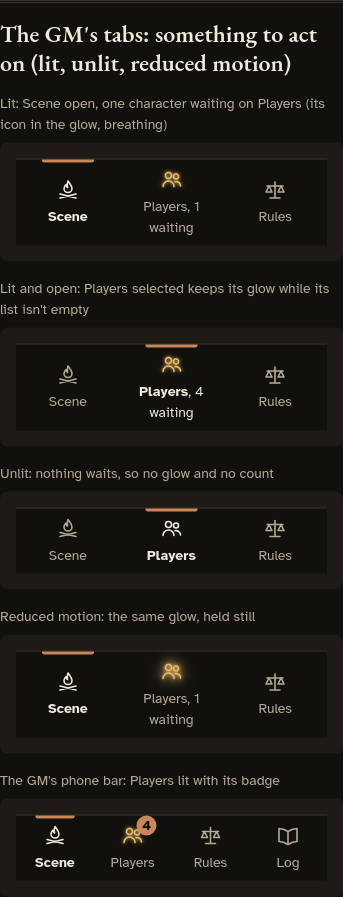 The GM's tabs: something to act
on (lit, unlit, reduced motion)
Lit: Scene open, one character waiting on Players (its
icon in the glow, breathing)
Scene
Players, 1
waiting
Rules
Lit and open: Players selected keeps its glow while its
list isn't empty
Scene
Players, 4
waiting
Rules
Unlit: nothing waits, so no glow and no count
Scene
Players
Rules
Reduced motion: the same glow, held still
Scene
Players, 1
waiting
Rules
The GM's phone bar: Players lit with its badge
4
Scene
Players
Rules
Log